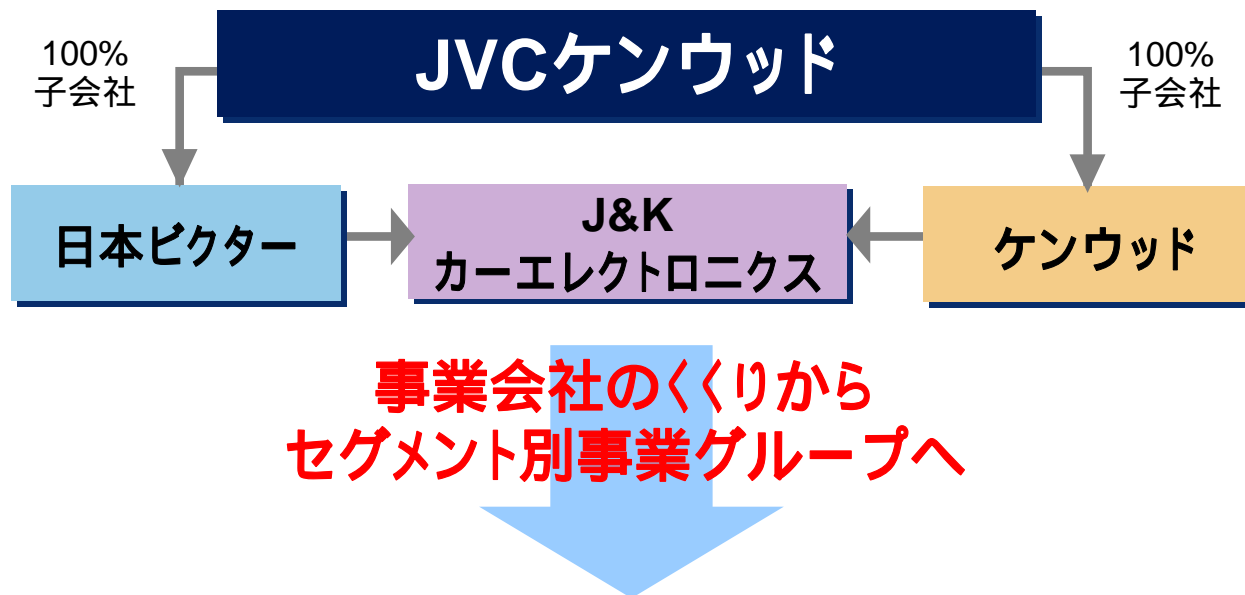 JVCケンウッド
100%
子会社
100%
子会社
日本ビクター
J&K
カーエレクトロニクス
ケンウッド
事業会社のくくりから
セグメント別事業グループへ